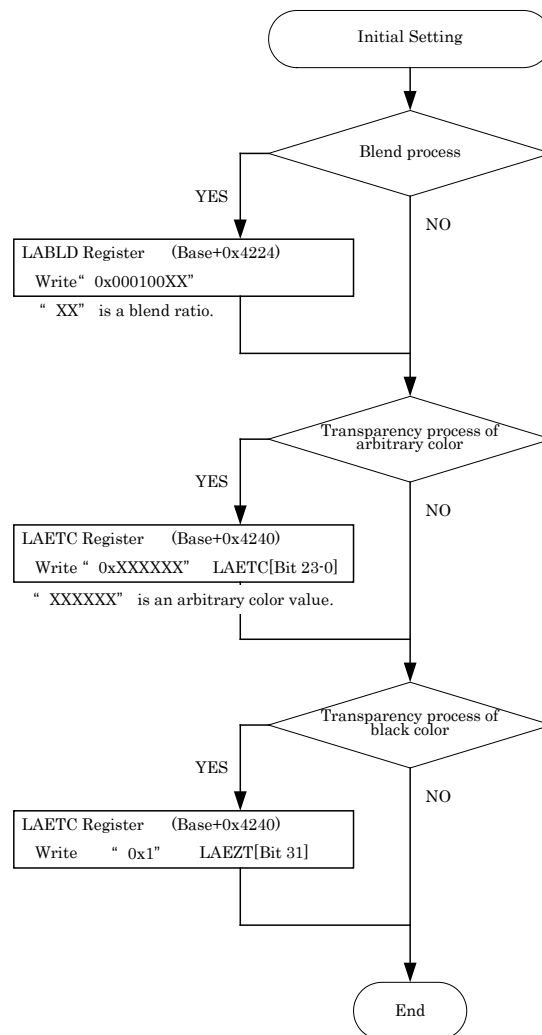 Initial Setting
Blend process
YES
NO
LABLD Register (Base+0x4224)
Write“ 0x000100XX”
“ XX” is a blend ratio.
Transparency process of
arbitrary color
YES
NO
LAETC Register (Base+0x4240)
Write “ 0xXXXXXX” LAETC[Bit 23-0]
“ XXXXXX” is an arbitrary color value.
Transparency process of
black color
YES
NO
LAETC Register (Base+0x4240)
Write “ 0x1” LAEZT[Bit 31]
End